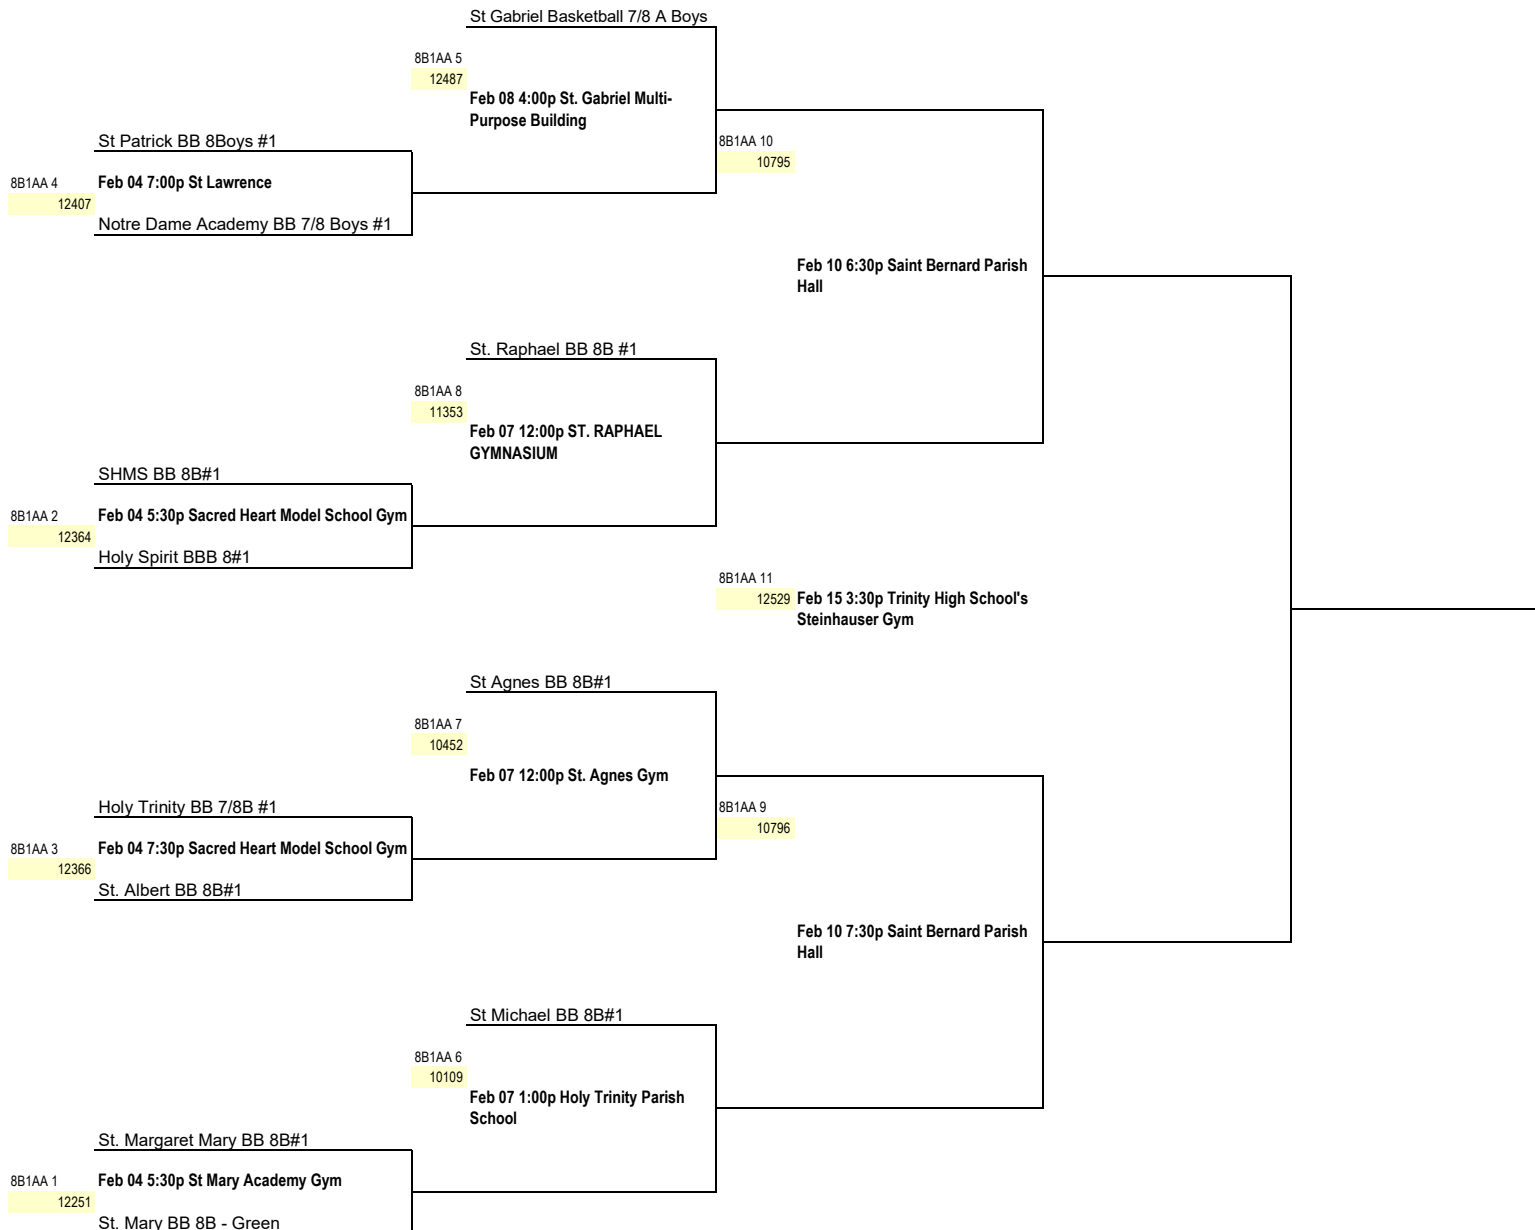 St Gabriel Basketball 7/8 A Boys
8B1AA 5
12487
Feb 08 4:00p St. Gabriel Multi-
Purpose Building
St Patrick BB 8Boys #1
8B1AA 10
10795
8B1AA 4
Feb 04 7:00p St Lawrence
12407
Notre Dame Academy BB 7/8 Boys #1
Feb 10 6:30p Saint Bernard Parish
Hall
St. Raphael BB 8B #1
8B1AA 8
11353
Feb 07 12:00p ST. RAPHAEL
GYMNASIUM
SHMS BB 8B#1
8B1AA 2
Feb 04 5:30p Sacred Heart Model School Gym
12364
Holy Spirit BBB 8#1
8B1AA 11
12529
Feb 15 3:30p Trinity High School's
Steinhauser Gym
St Agnes BB 8B#1
8B1AA 7
10452
Feb 07 12:00p St. Agnes Gym
Holy Trinity BB 7/8B #1
8B1AA 9
10796
8B1AA 3
Feb 04 7:30p Sacred Heart Model School Gym
12366
St. Albert BB 8B#1
Feb 10 7:30p Saint Bernard Parish
Hall
St Michael BB 8B#1
8B1AA 6
10109
Feb 07 1:00p Holy Trinity Parish
School
St. Margaret Mary BB 8B#1
8B1AA 1
Feb 04 5:30p St Mary Academy Gym
12251
St. Mary BB 8B - Green